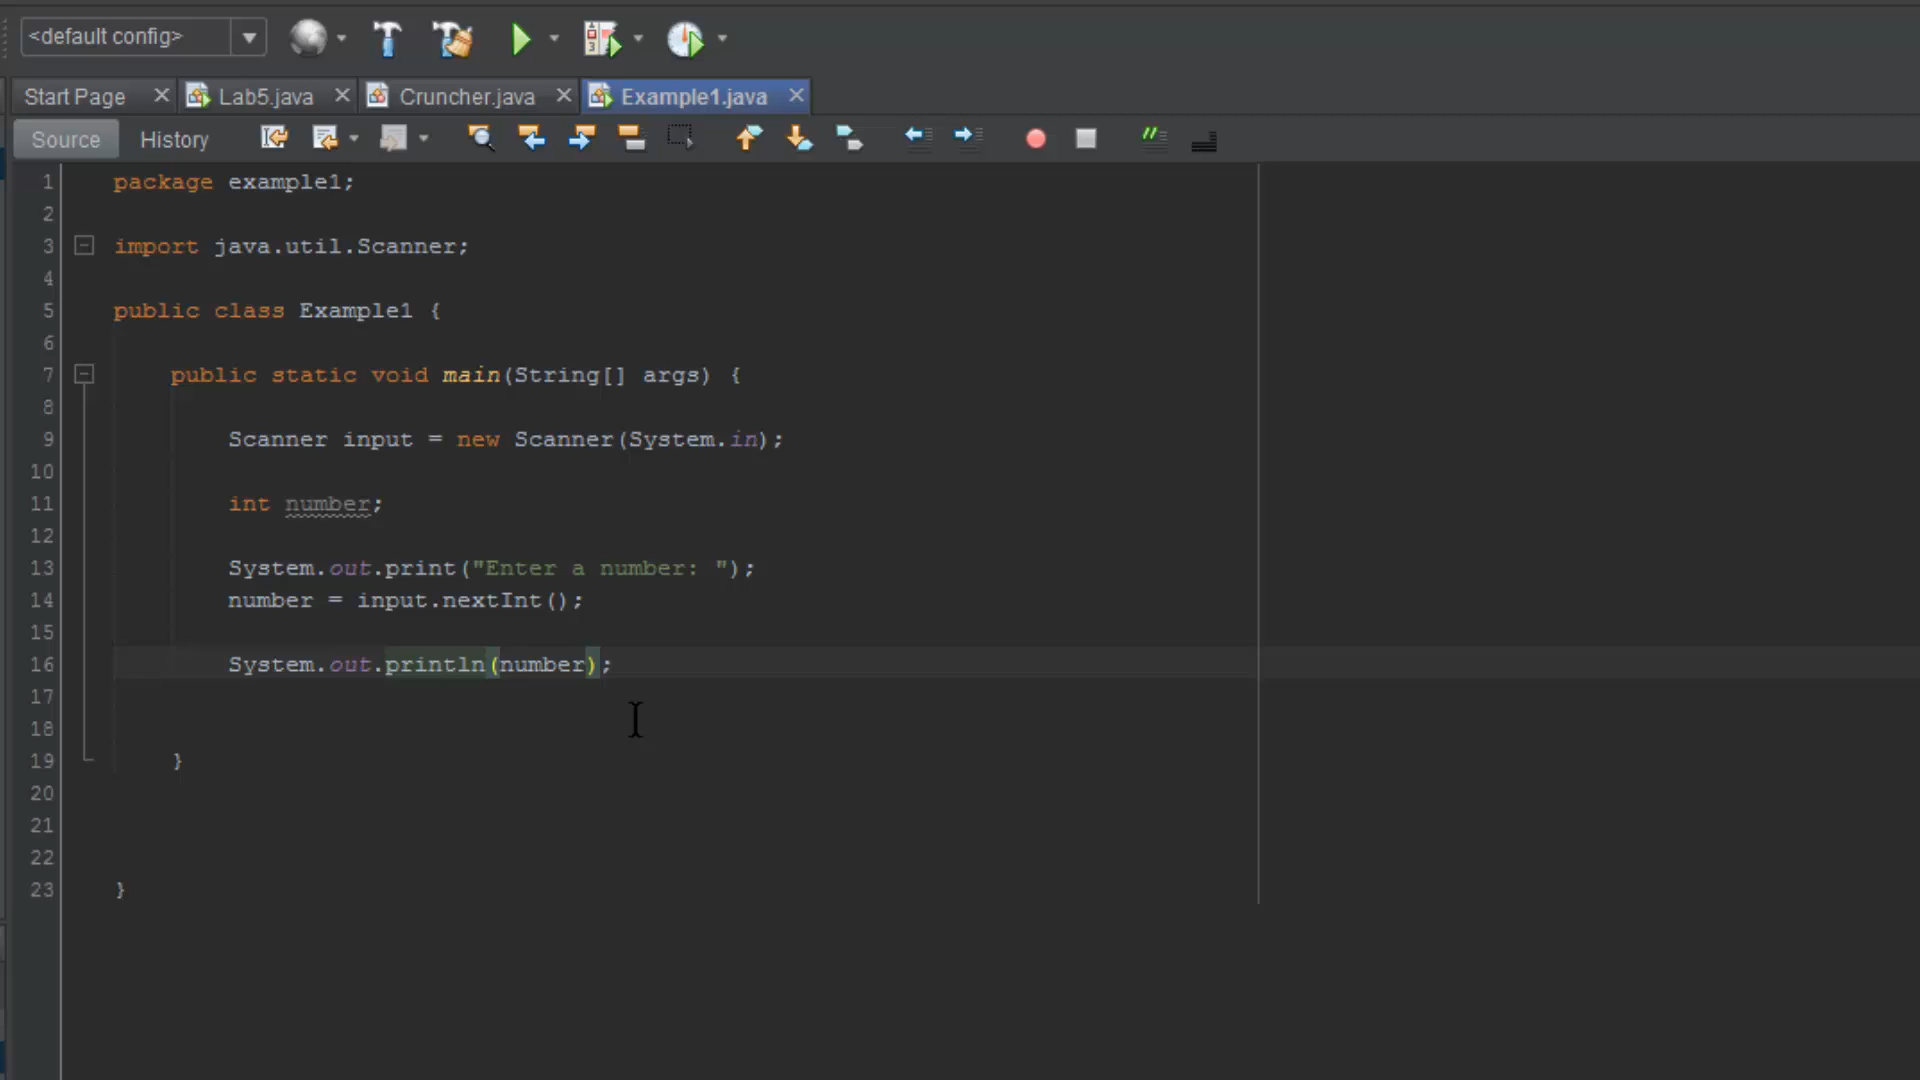 <default config>
Start Page Lab5.java Cruncher.java Example1.java
Source History
1 package example1;
2
3 import java.util.Scanner;
4
5 public class Example1 {
6
7 public static void main(String[] args) {
8
9 Scanner input = new Scanner(System.in);
10
11 int number;
12
13 System.out.print("Enter a number: ");
14 number = input.nextInt();
15
16 System.out.println(number);
17
18
19 }
20
21
22
23 }